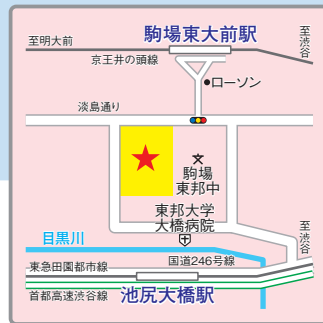 駒場東大前駅
至明大前
至渋谷
京王井の頭線
ローソン
淡島通り
駒場
東邦中
東邦大学
大橋病院
目黒川
至渋谷
国道246号線
東急田園都市線
首都高速渋谷線
池尻大橋駅